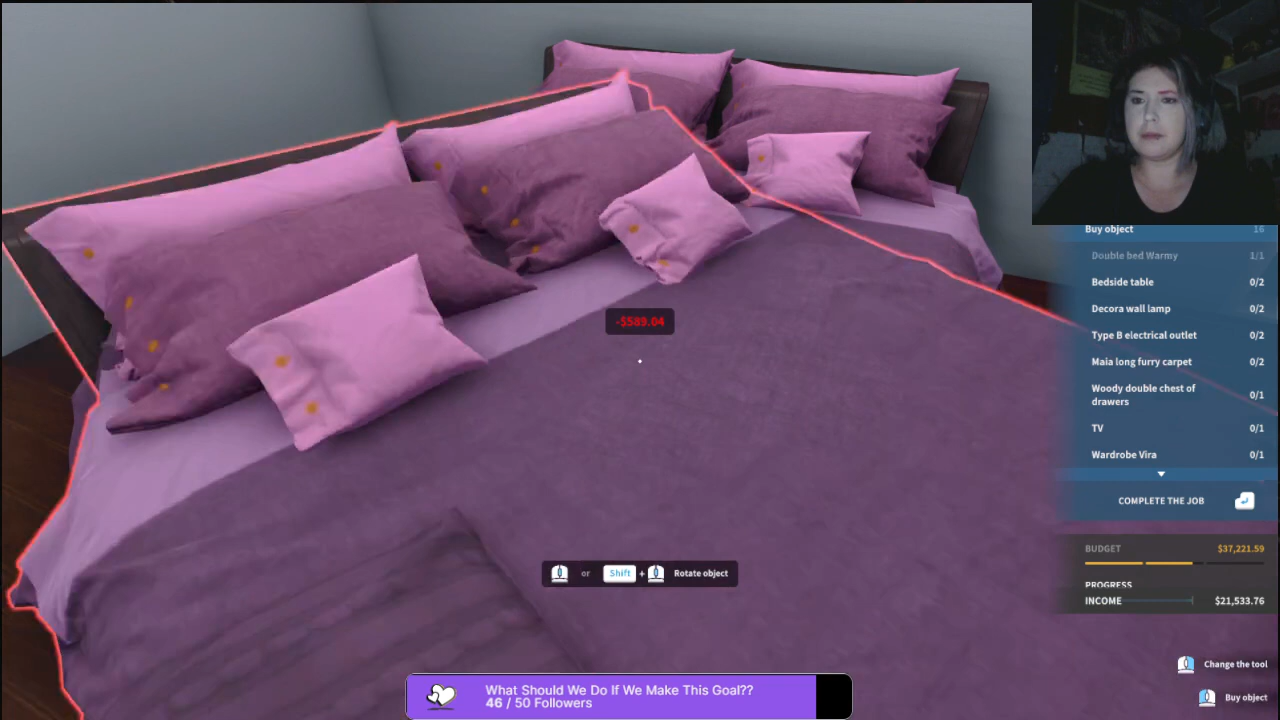 Buy object 16
Double bed Warmy 1/1
Bedside table 0/2
Decora wall lamp 0/2
Type B electrical outlet 0/2
Maia long furry carpet 0/2
Woody double chest of
drawers 0/1
TV 0/1
Wardrobe Vira 0/1
COMPLETE THE JOB
BUDGET $37,221.59
PROGRESS
INCOME $21,533.76
-$589.04
or Shift + Rotate object
Change the tool
Buy object
What Should We Do If We Make This Goal??
46 / 50 Followers